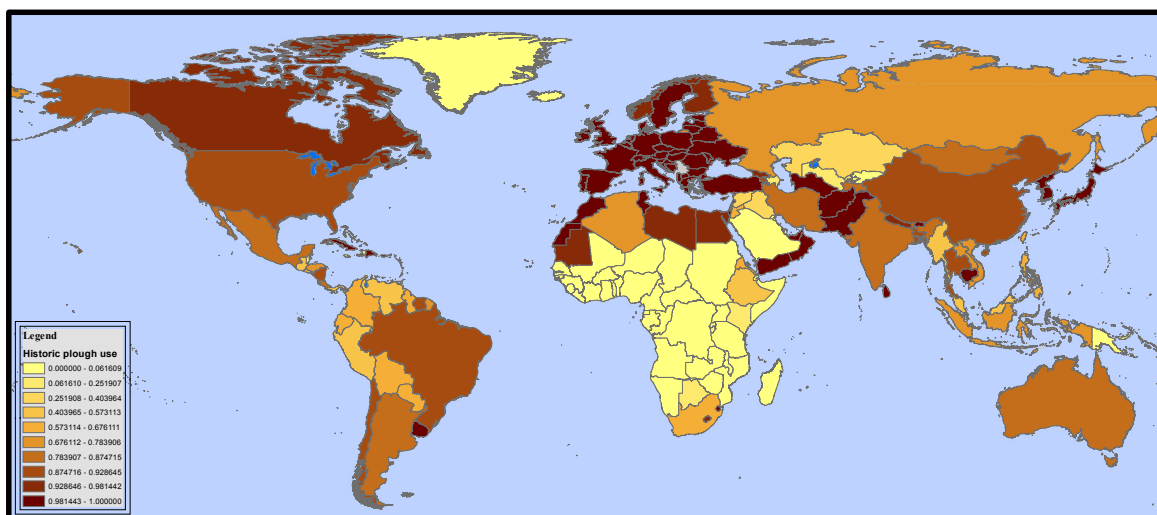 Legend
Historic plough use
0.000000 - 0.061609
0.061610 - 0.251907
0.251908 - 0.403964
0.403965 - 0.573113
0.573114 - 0.676111
0.676112 - 0.783906
0.783907 - 0.874715
0.874716 - 0.928645
0.928646 - 0.981442
0.981443 - 1.000000